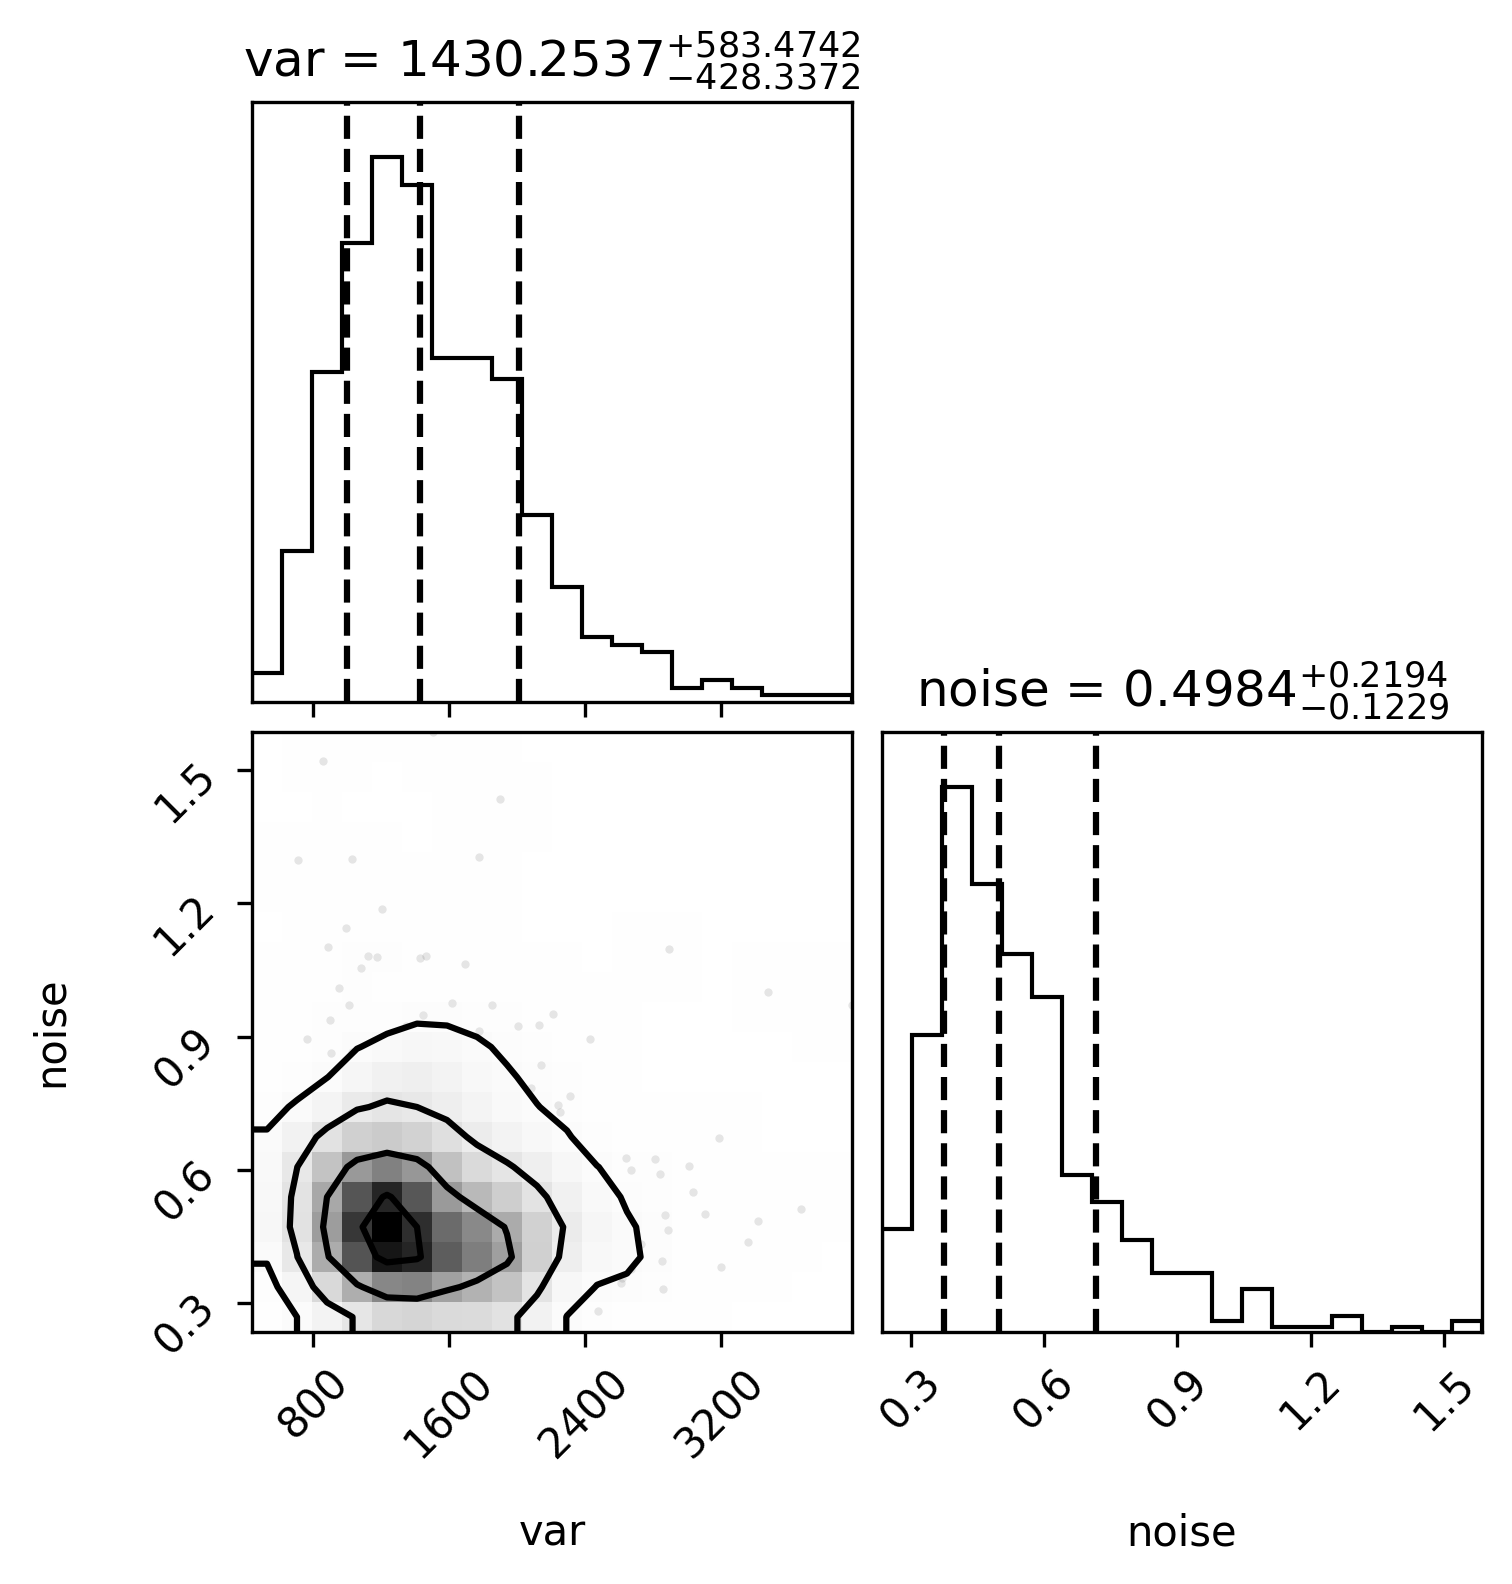 var = 1430.2537+583.4742−428.3372
noise = 0.4984+0.2194−0.1229
noise
1.5
1.2
0.9
0.6
0.3
800 1600 2400 3200
var
0.3 0.6 0.9 1.2 1.5
noise